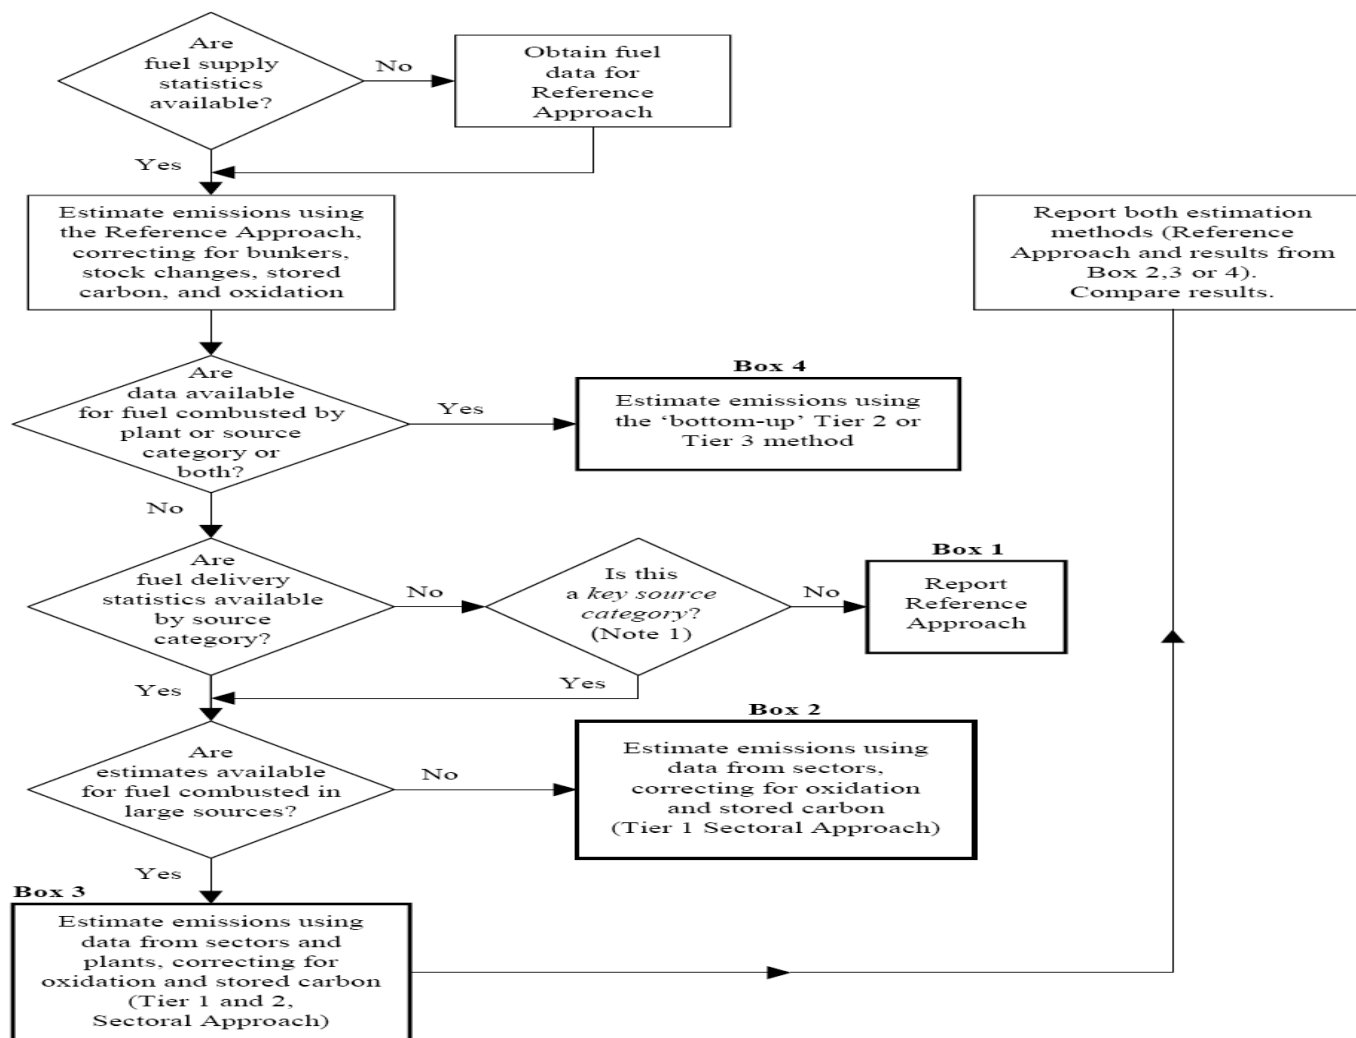 Are
fuel supply
statistics
available?
No
Obtain fuel
data for
Reference
Approach
Yes
Estimate emissions using
the Reference Approach,
correcting for bunkers,
stock changes, stored
carbon, and oxidation
Report both estimation
methods (Reference
Approach and results from
Box 2,3 or 4).
Compare results.
Are
data available
for fuel combusted by
plant or source
category or
both?
Yes
Box 4
Estimate emissions using
the ‘bottom-up’ Tier 2 or
Tier 3 method
No
Are
fuel delivery
statistics available
by source
category?
No
Is this
a key source
category?
(Note 1)
No
Box 1
Report
Reference
Approach
Yes
Yes
Are
estimates available
for fuel combusted in
large sources?
No
Box 2
Estimate emissions using
data from sectors,
correcting for oxidation
and stored carbon
(Tier 1 Sectoral Approach)
Yes
Box 3
Estimate emissions using
data from sectors and
plants, correcting for
oxidation and stored carbon
(Tier 1 and 2,
Sectoral Approach)